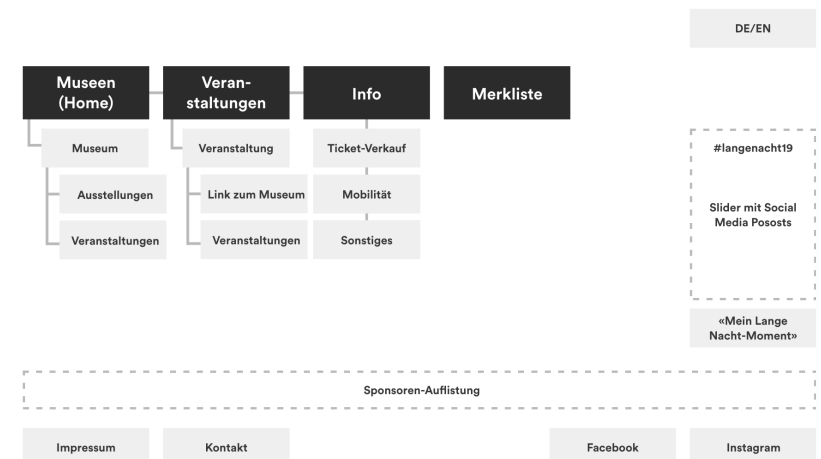 DE/EN
Museen
(Home)
Veran-
staltungen
Info
Merkliste
Museum
Ausstellungen
Veranstaltungen
Veranstaltung
Link zum Museum
Veranstaltungen
Ticket-Verkauf
Mobilität
Sonstiges
#langenacht19
Slider mit Social
Media Pososts
«Mein Lange
Nacht-Moment»
Sponsoren-Auflistung
Impressum
Kontakt
Facebook
Instagram